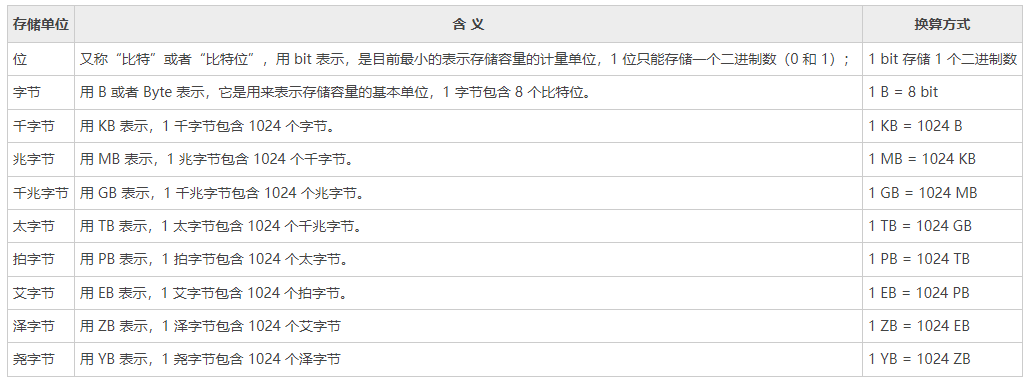 存储单位 含 义 换算方式
位 又称“比特”或者“比特位”，用 bit 表示，是目前最小的表示存储容量的计量单位，1 位只能存储一个二进制数（0 和 1）； 1 bit 存储 1 个二进制数
字节 用 B 或者 Byte 表示，它是用来表示存储容量的基本单位，1 字节包含 8 个比特位。 1 B = 8 bit
千字节 用 KB 表示，1 千字节包含 1024 个字节。 1 KB = 1024 B
兆字节 用 MB 表示，1 兆字节包含 1024 个千字节。 1 MB = 1024 KB
千兆字节 用 GB 表示，1 千兆字节包含 1024 个兆字节。 1 GB = 1024 MB
太字节 用 TB 表示，1 太字节包含 1024 个千兆字节。 1 TB = 1024 GB
拍字节 用 PB 表示，1 拍字节包含 1024 个太字节。 1 PB = 1024 TB
艾字节 用 EB 表示，1 艾字节包含 1024 个拍字节。 1 EB = 1024 PB
泽字节 用 ZB 表示，1 泽字节包含 1024 个艾字节 1 ZB = 1024 EB
尧字节 用 YB 表示，1 尧字节包含 1024 个泽字节 1 YB = 1024 ZB